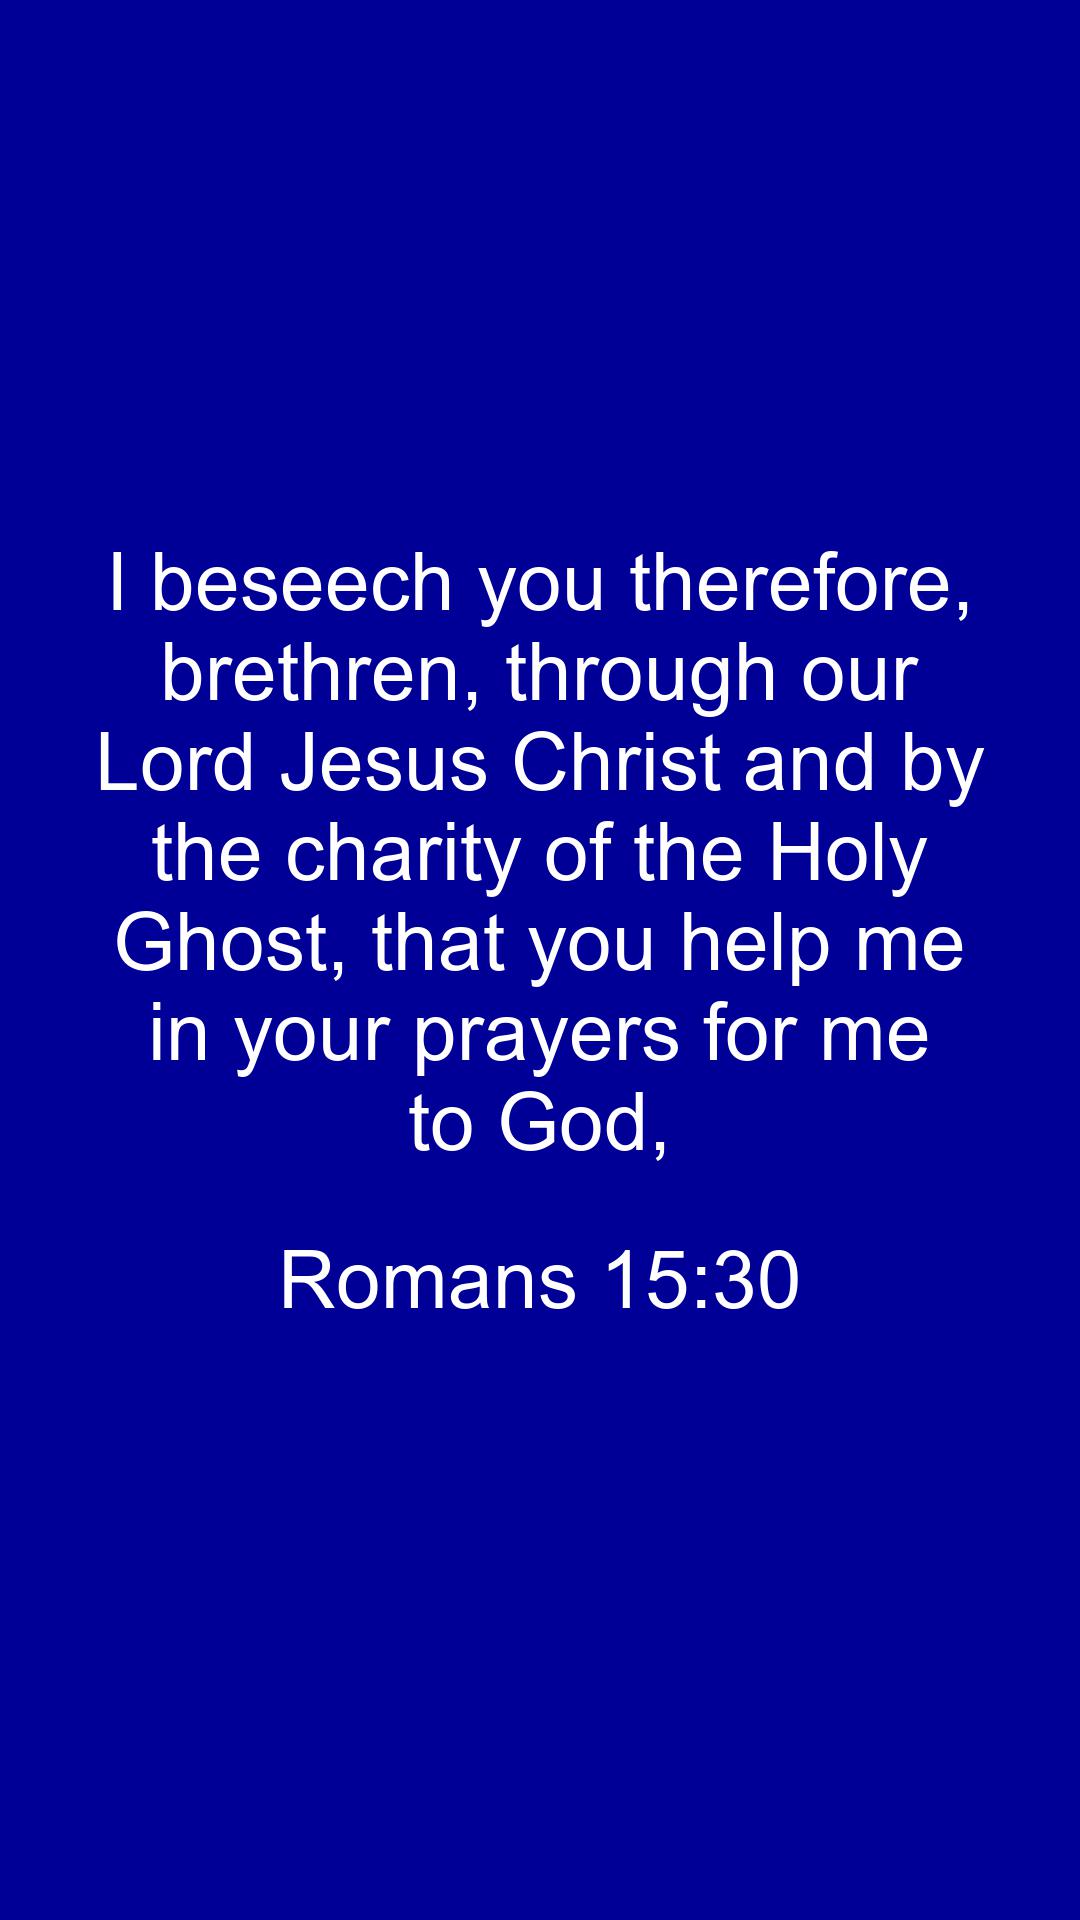 I beseech you therefore,
brethren, through our
Lord Jesus Christ and by
the charity of the Holy
Ghost, that you help me
in your prayers for me
to God,
Romans 15:30